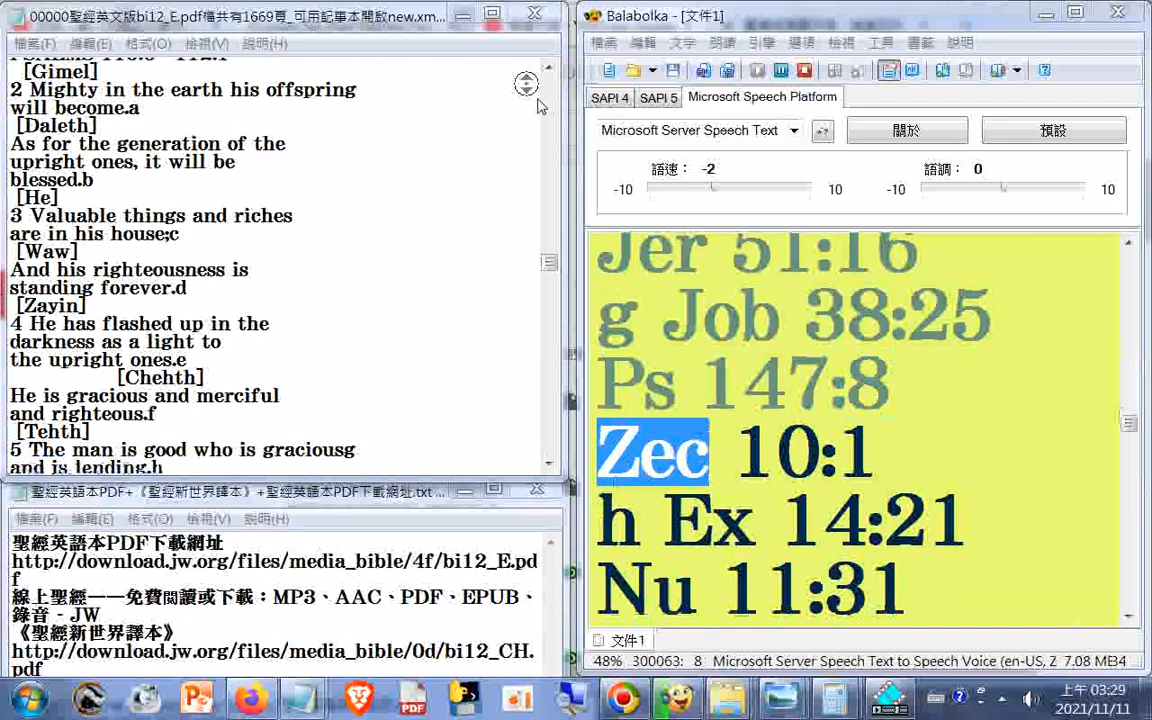 00000聖經英文版bi12_E.pdf檔共有1669頁_可用記事本開啟new.xm...
檔案(F) 編輯(E) 格式(O) 檢視(V) 說明(H)
[Gimel]
2 Mighty in the earth his offspring
will become.a
[Daleth]
As for the generation of the
upright ones, it will be
blessed.b
[He]
3 Valuable things and riches
are in his house;c
[Waw]
And his righteousness is
standing forever.d
[Zayin]
4 He has flashed up in the
darkness as a light to
the upright ones.e
[Chehth]
He is gracious and merciful
and righteous.f
[Tehth]
5 The man is good who is graciousg
and is lending.h
聖經英語本PDF+《聖經新世界譯本》+聖經英語本PDF下載網址.txt ...
檔案(F) 編輯(E) 格式(O) 檢視(V) 說明(H)
聖經英語本PDF下載網址
http://download.jw.org/files/media_bible/4f/bi12_E.pd
f
線上聖經——免費閱讀或下載：MP3、AAC、PDF、EPUB、
錄音 - JW
《聖經新世界譯本》
http://download.jw.org/files/media_bible/0d/bi12_CH.
pdf
Balabolka - [文件1]
檔案 編輯 文字 朗讀 引擎 選項 檢視 工具 書籤 說明
SAPI 4 SAPI 5 Microsoft Speech Platform
Microsoft Server Speech Text 關於 預設
語速： -2 語調： 0
-10 10 -10 10
Jer 51:16
g Job 38:25
Ps 147:8
Zec 10:1
h Ex 14:21
Nu 11:31
文件1
48% 300063: 8 Microsoft Server Speech Text to Speech Voice (en-US, Z 7.08 MB34
上午 03:29
2021/11/11